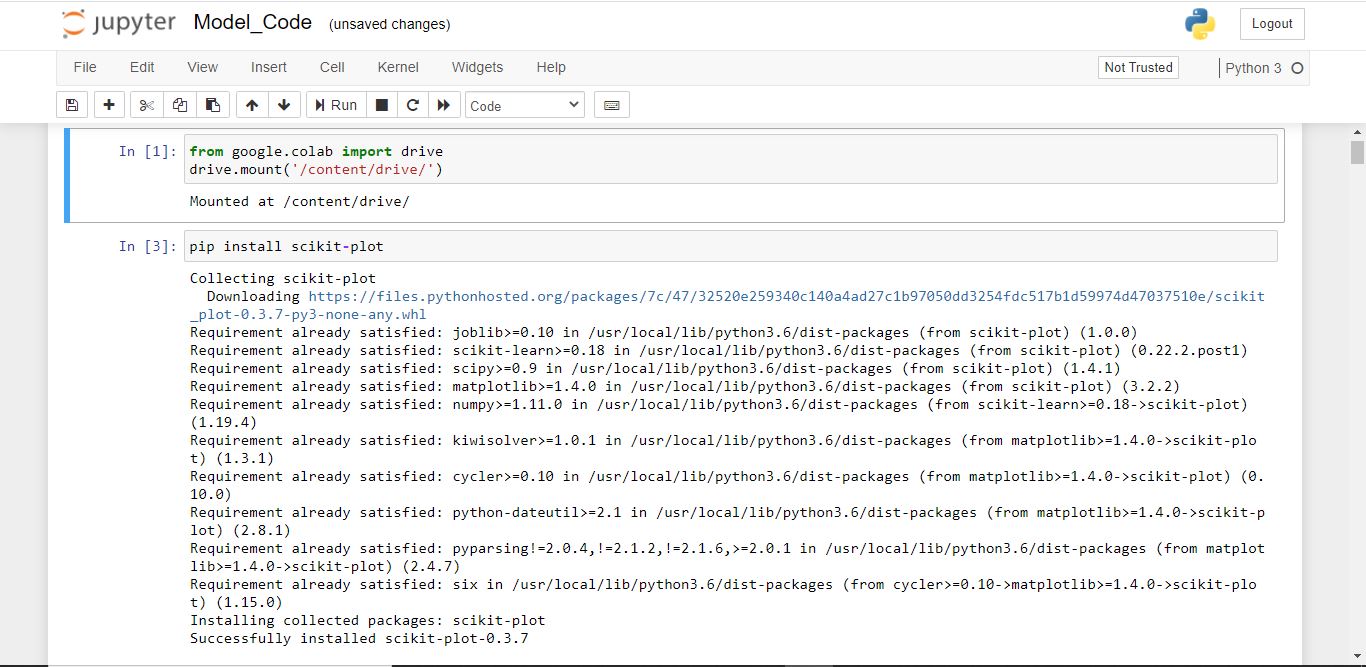 jupyter Model_Code (unsaved changes) Logout
File Edit View Insert Cell Kernel Widgets Help Not Trusted Python 3
Run Code
In [1]: from google.colab import drive
drive.mount('/content/drive/')
Mounted at /content/drive/
In [3]: pip install scikit-plot
Collecting scikit-plot
Downloading https://files.pythonhosted.org/packages/7c/47/32520e259340c140a4ad27c1b97050dd3254fdc517b1d59974d47037510e/scikit
_plot-0.3.7-py3-none-any.whl
Requirement already satisfied: joblib>=0.10 in /usr/local/lib/python3.6/dist-packages (from scikit-plot) (1.0.0)
Requirement already satisfied: scikit-learn>=0.18 in /usr/local/lib/python3.6/dist-packages (from scikit-plot) (0.22.2.post1)
Requirement already satisfied: scipy>=0.9 in /usr/local/lib/python3.6/dist-packages (from scikit-plot) (1.4.1)
Requirement already satisfied: matplotlib>=1.4.0 in /usr/local/lib/python3.6/dist-packages (from scikit-plot) (3.2.2)
Requirement already satisfied: numpy>=1.11.0 in /usr/local/lib/python3.6/dist-packages (from scikit-learn>=0.18->scikit-plot)
(1.19.4)
Requirement already satisfied: kiwisolver>=1.0.1 in /usr/local/lib/python3.6/dist-packages (from matplotlib>=1.4.0->scikit-plo
t) (1.3.1)
Requirement already satisfied: cycler>=0.10 in /usr/local/lib/python3.6/dist-packages (from matplotlib>=1.4.0->scikit-plot) (0.
10.0)
Requirement already satisfied: python-dateutil>=2.1 in /usr/local/lib/python3.6/dist-packages (from matplotlib>=1.4.0->scikit-p
lot) (2.8.1)
Requirement already satisfied: pyparsing!=2.0.4,!=2.1.2,!=2.1.6,>=2.0.1 in /usr/local/lib/python3.6/dist-packages (from matplot
lib>=1.4.0->scikit-plot) (2.4.7)
Requirement already satisfied: six in /usr/local/lib/python3.6/dist-packages (from cycler>=0.10->matplotlib>=1.4.0->scikit-plo
t) (1.15.0)
Installing collected packages: scikit-plot
Successfully installed scikit-plot-0.3.7